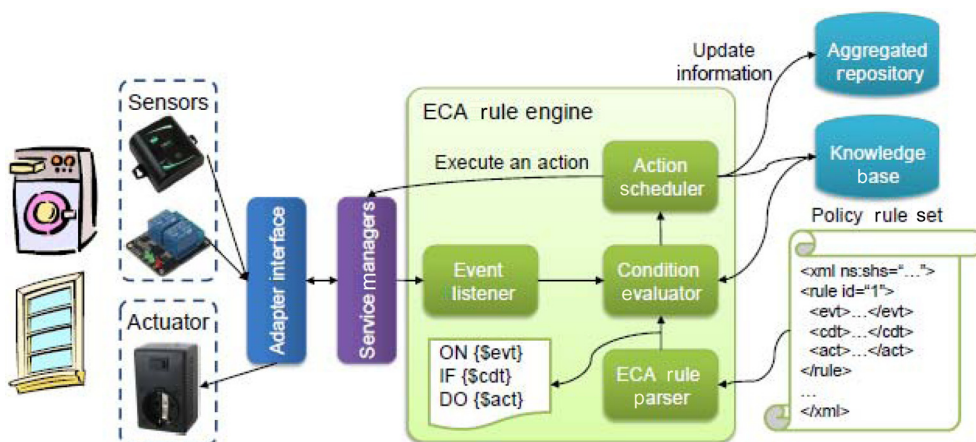 Sensors
Actuator
Adapter interface
Service managers
ECA rule engine
Execute an action
Event
listener
Action
scheduler
Condition
evaluator
ECA rule
parser
ON {$evt}
IF {$cdt}
DO {$act}
Update
information
Aggregated
repository
Knowledge
base
Policy rule set
<xml ns:shs=“…”>
<rule id=“1”>
<evt>…</evt>
<cdt>…</cdt>
<act>…</act>
</rule>
…
</xml>